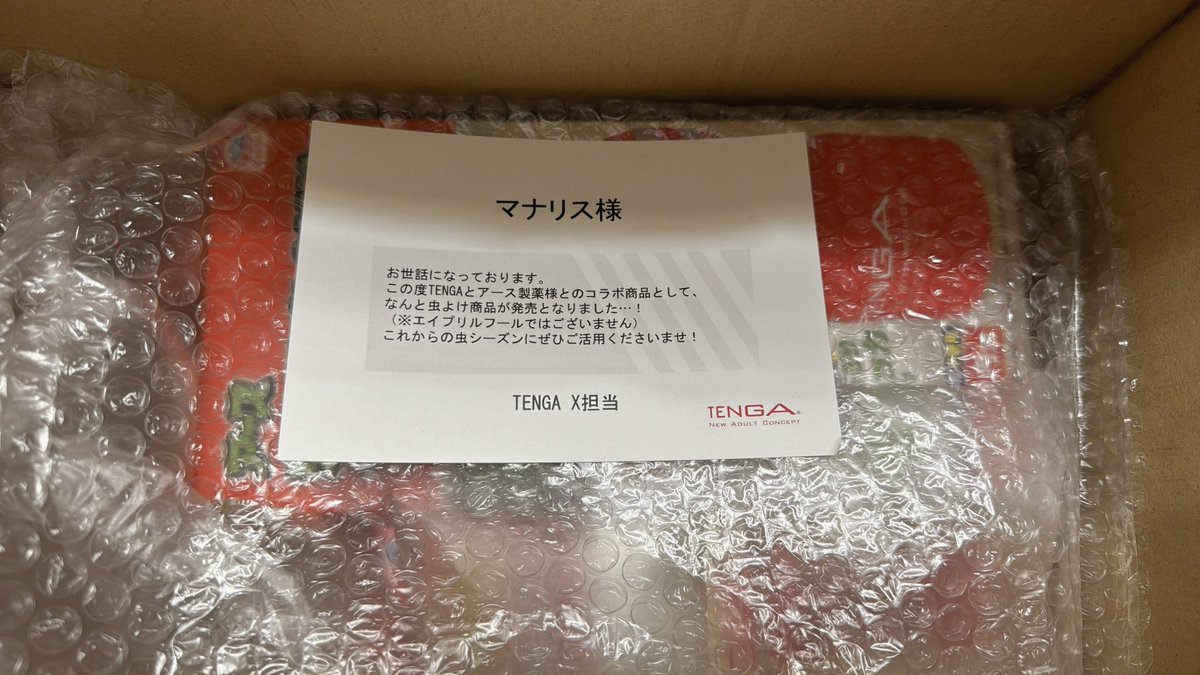 マナリス様
お世話になっております。
この度TENGAとアース製薬様とのコラボ商品として、
なんと虫よけ商品が発売となりました…！
（※エイプリルフールではございません）
これからの虫シーズンにぜひご活用くださいませ！
TENGA X担当
TENGA®
NEW ADULT CONCEPT
TENGA